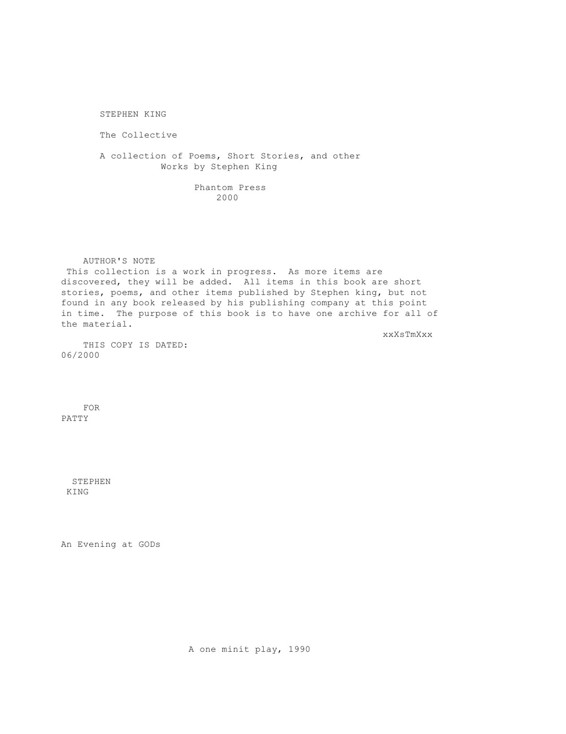 STEPHEN KING
The Collective
A collection of Poems, Short Stories, and other
Works by Stephen King
Phantom Press
2000
AUTHOR'S NOTE
This collection is a work in progress. As more items are
discovered, they will be added. All items in this book are short
stories, poems, and other items published by Stephen king, but not
found in any book released by his publishing company at this point
in time. The purpose of this book is to have one archive for all of
the material.
xxXsTmXxx
THIS COPY IS DATED:
06/2000
FOR
PATTY
STEPHEN
KING
An Evening at GODs
A one minit play, 1990